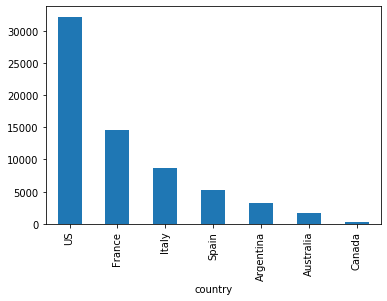 30000
25000
20000
15000
10000
5000
0
US
France
Italy
Spain
Argentina
Australia
Canada
country